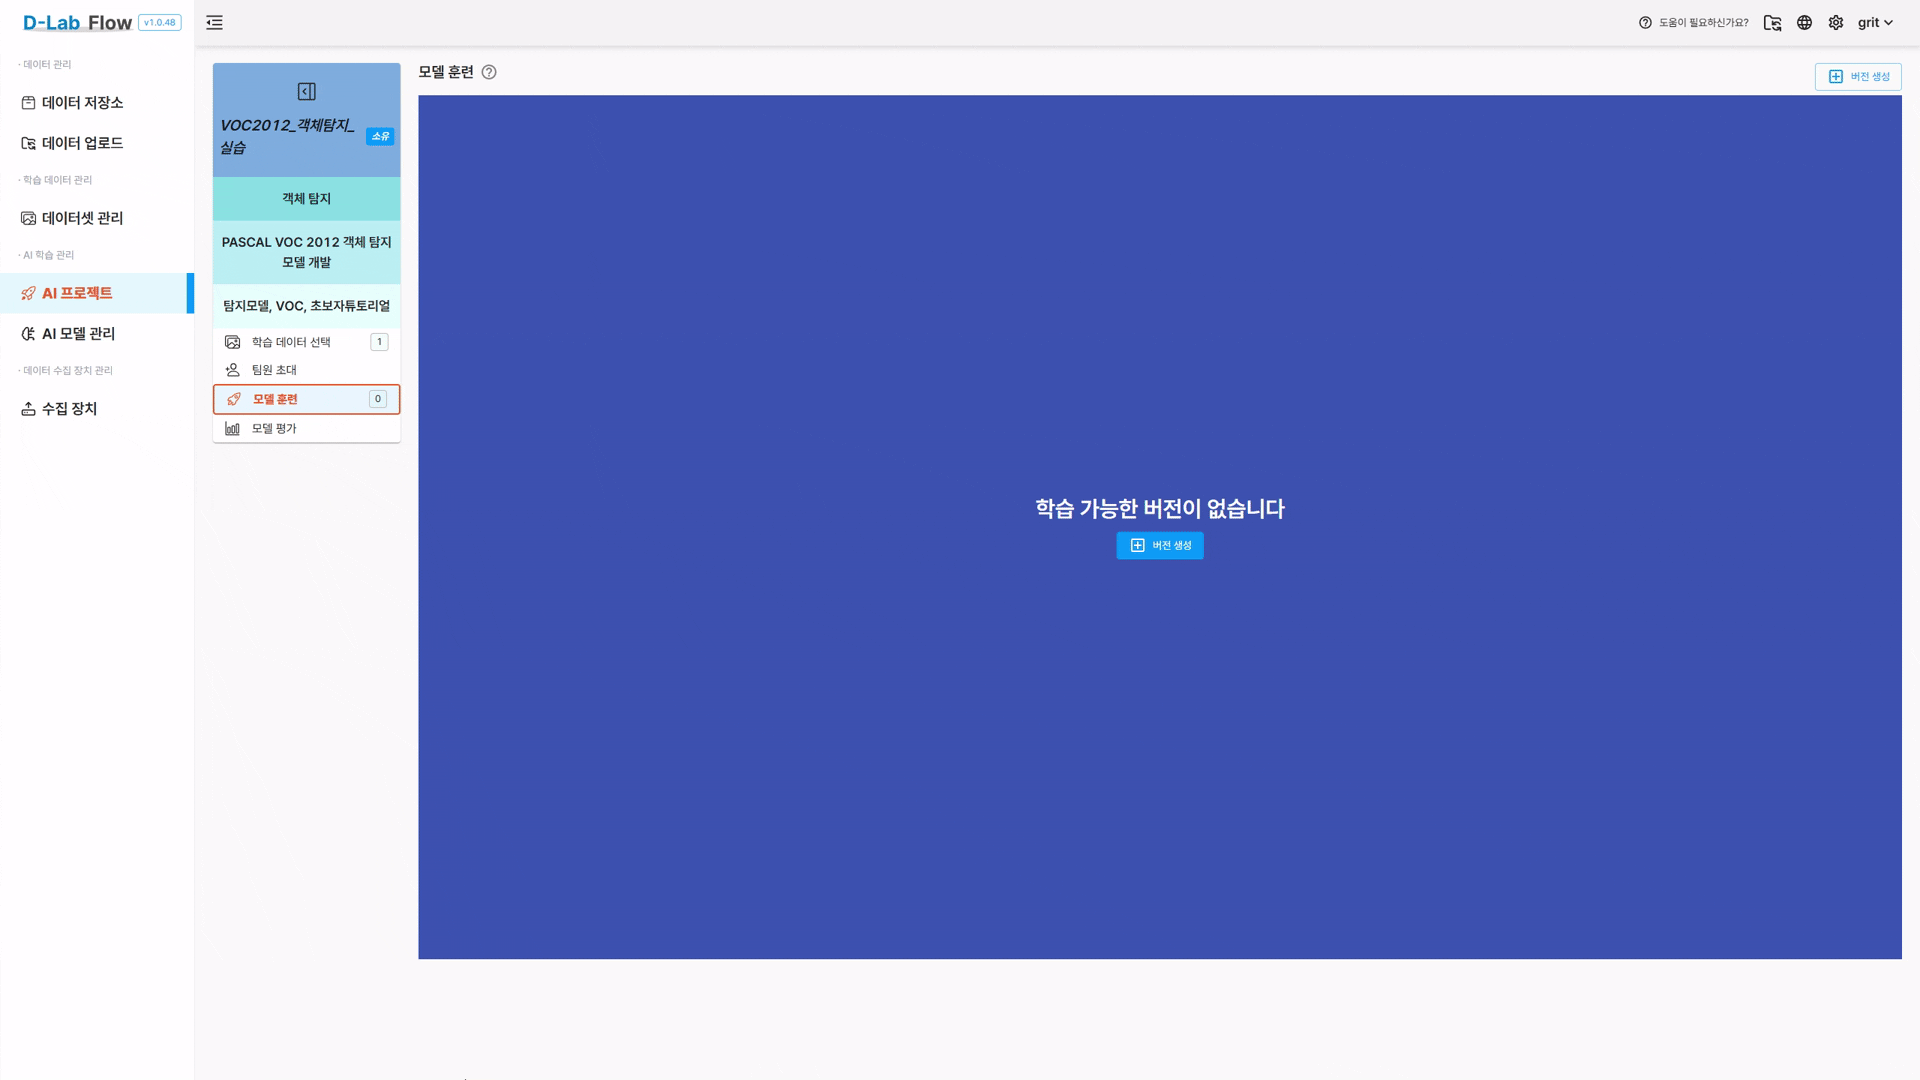 D-Lab Flow v1.0.48
도움이 필요하신가요?
grit
· 데이터 관리
데이터 저장소
데이터 업로드
· 학습 데이터 관리
데이터셋 관리
· AI 학습 관리
AI 프로젝트
AI 모델 관리
· 데이터 수집 장치 관리
수집 장치
VOC2012_객체탐지_
실습
소유
객체 탐지
PASCAL VOC 2012 객체 탐지
모델 개발
탐지모델, VOC, 초보자튜토리얼
학습 데이터 선택 1
팀원 초대
모델 훈련 0
모델 평가
모델 훈련
버전 생성
학습 가능한 버전이 없습니다
버전 생성